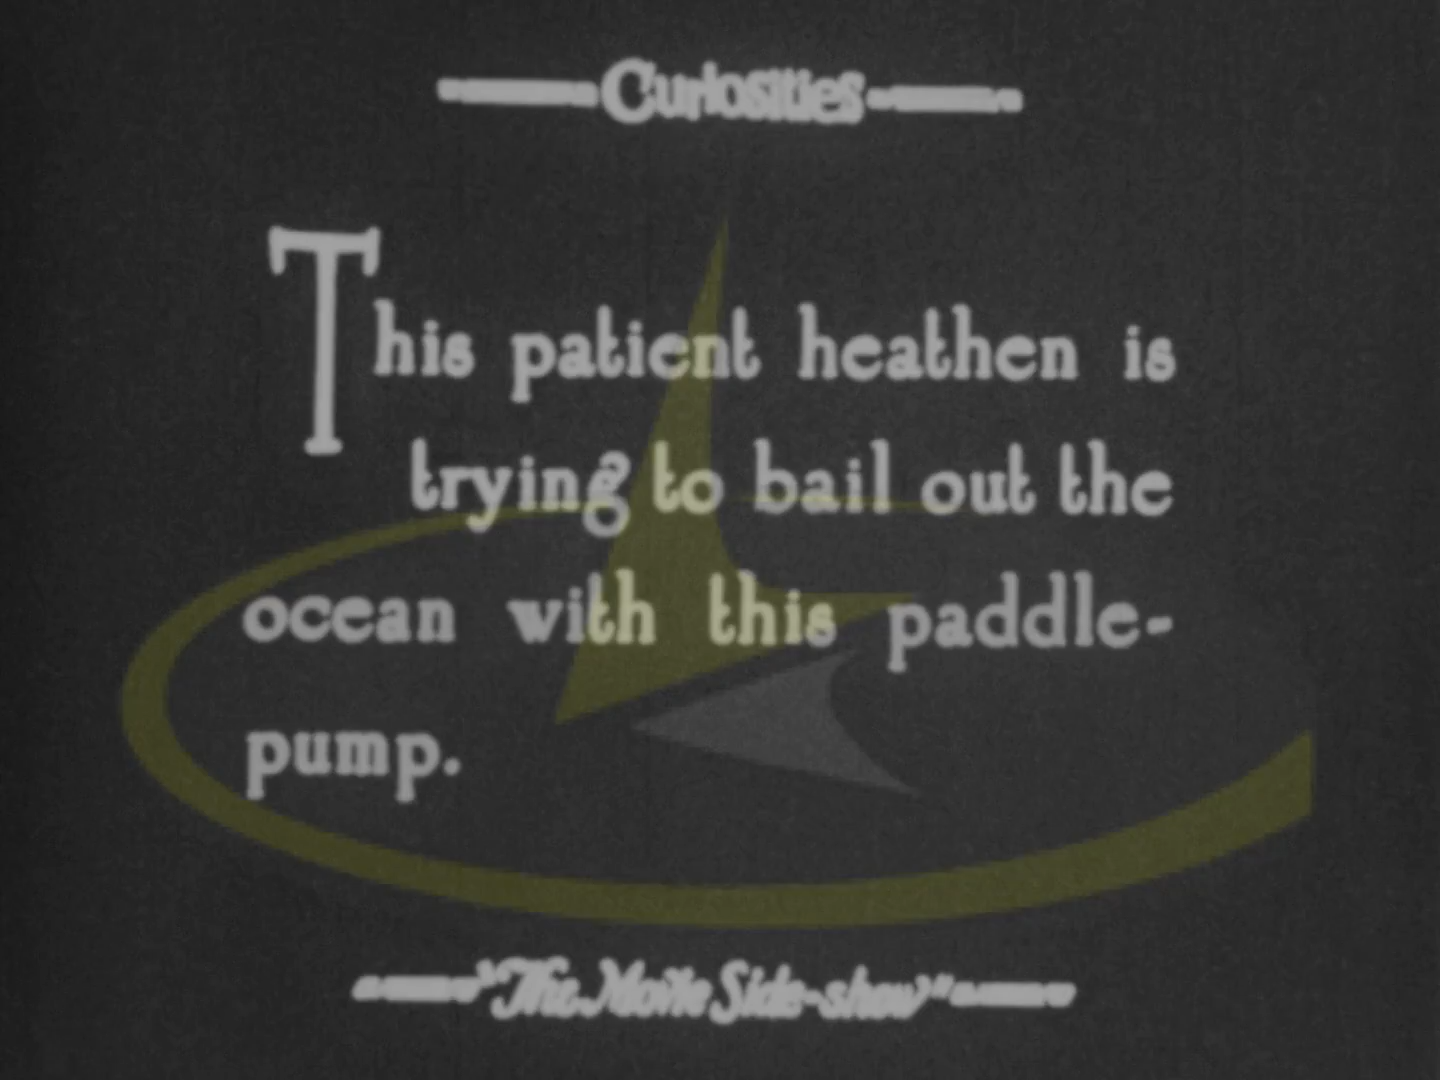 Curiosities
This patient heathen is
trying to bail out the
ocean with this paddle-
pump.
"The Movie Side-show"